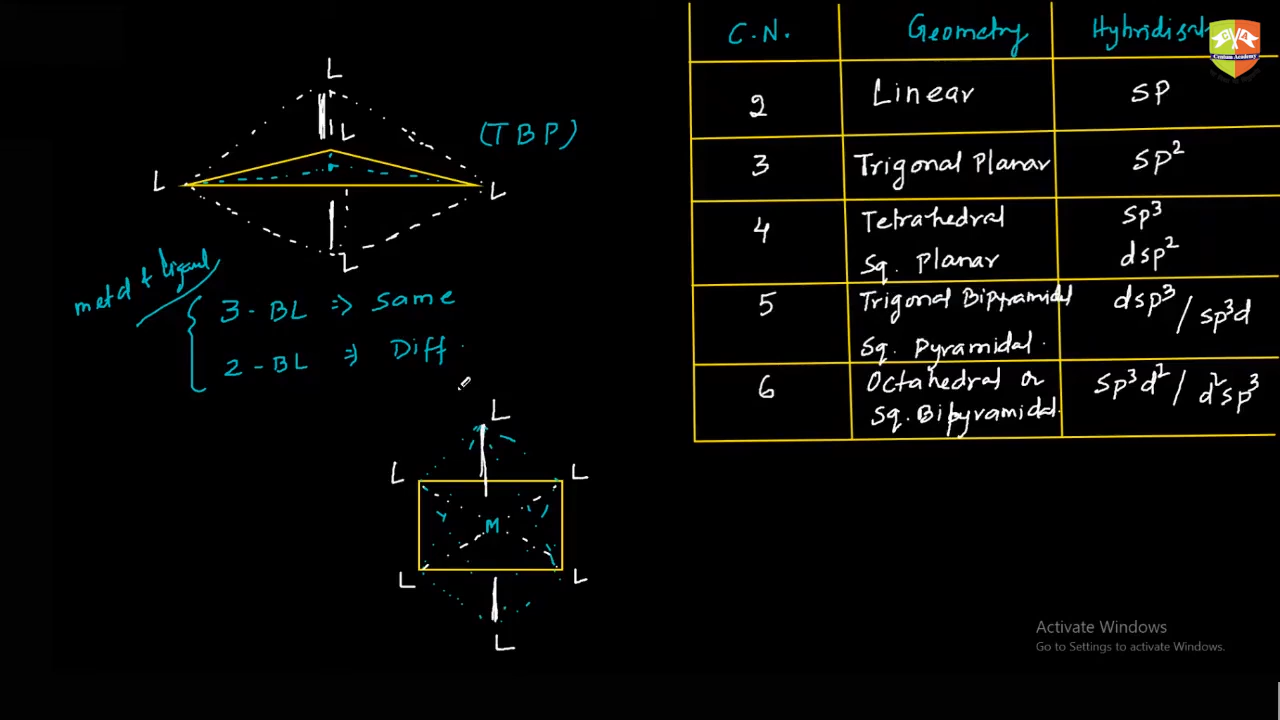 L
L
(TBP)
L
L
L
metal + ligand
3 - BL ⇒ Same
2 - BL ⇒ Diff.
L
L
L
M
L
L
L
C.N. Geometry
2 Linear sp
3 Trigonal Planar sp²
4 Tetrahedral sp³
Sq. Planar dsp²
5 Trigonal Bipyramidal dsp³ / sp³d
Sq. Pyramidal.
6 Octahedral or sp³d² / d²sp³
Sq. Bipyramidal.
Centum Academy
Activate Windows
Go to Settings to activate Windows.